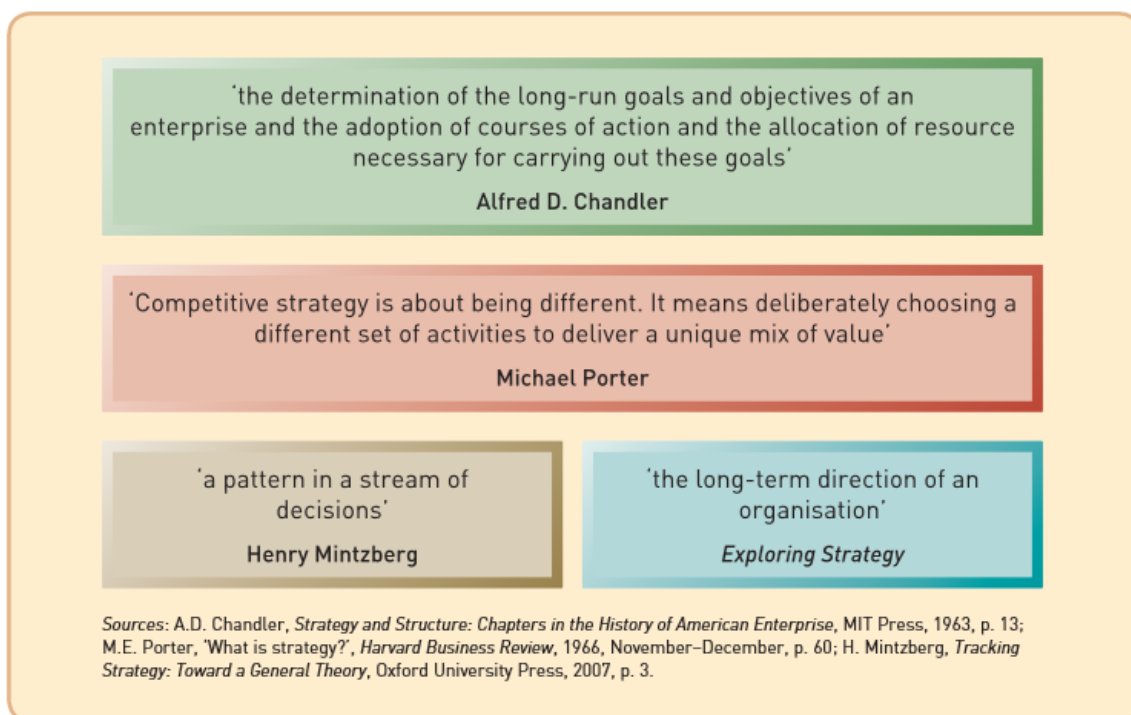 ‘the determination of the long-run goals and objectives of an
enterprise and the adoption of courses of action and the allocation of resource
necessary for carrying out these goals’
Alfred D. Chandler
‘Competitive strategy is about being different. It means deliberately choosing a
different set of activities to deliver a unique mix of value’
Michael Porter
‘a pattern in a stream of
decisions’
Henry Mintzberg
‘the long-term direction of an
organisation’
Exploring Strategy
Sources: A.D. Chandler, Strategy and Structure: Chapters in the History of American Enterprise, MIT Press, 1963, p. 13;
M.E. Porter, ‘What is strategy?’, Harvard Business Review, 1966, November–December, p. 60; H. Mintzberg, Tracking
Strategy: Toward a General Theory, Oxford University Press, 2007, p. 3.